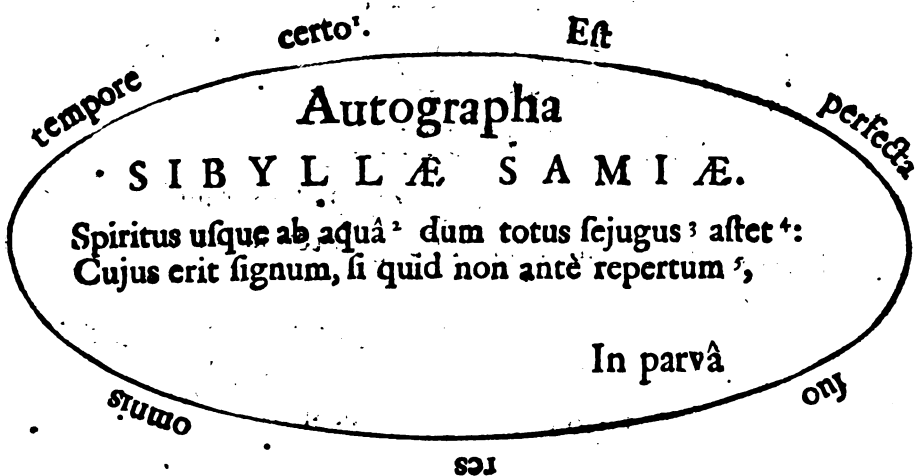 tempore certo¹. Eſt perfecta ſuo res omnis
Autographa
SIBYLLÆ SAMIÆ.
Spiritus uſque ab aquâ² dum totus ſejugus³ aſtet⁴:
Cujus erit ſignum, ſi quid non antè repertum⁵,
In parvâ